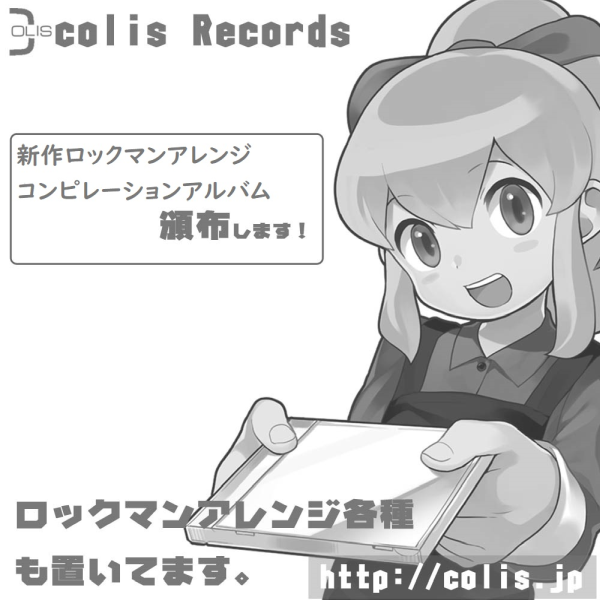 COLIS
colis Records
新作ロックマンアレンジ
コンピレーションアルバム
頒布します！
ロックマンアレンジ各種
も置いてます。
http://colis.jp